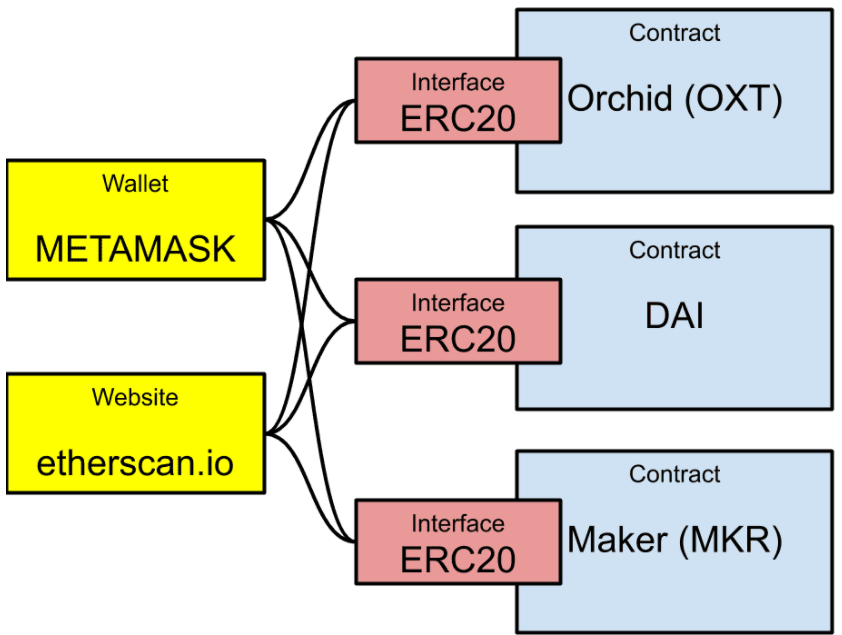 Contract
Interface
ERC20
Orchid (OXT)
Wallet
METAMASK
Contract
Interface
ERC20
DAI
Website
etherscan.io
Contract
Interface
ERC20
Maker (MKR)